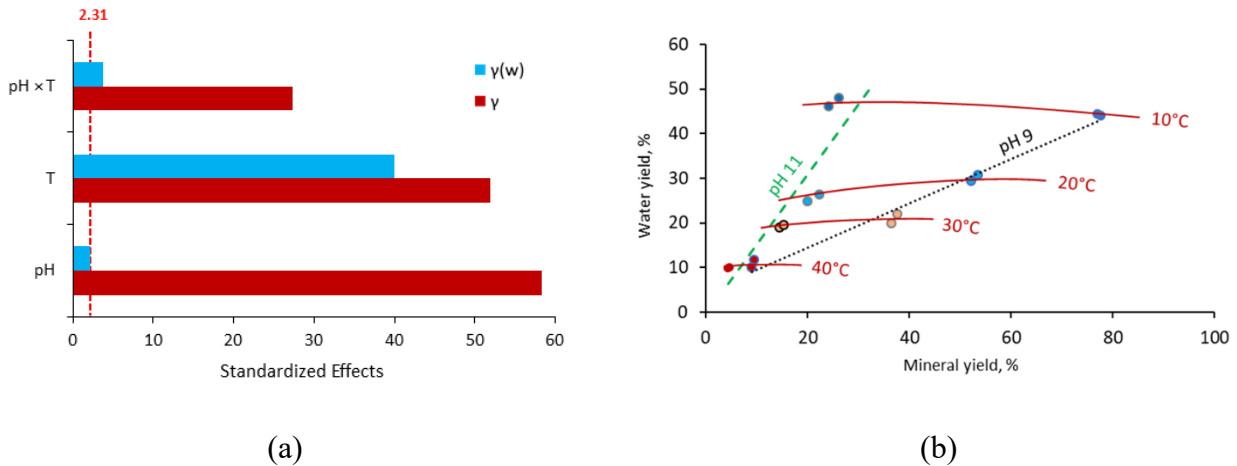 2.31
pH × T
T
pH
γ(w)
γ
0 10 20 30 40 50 60
Standardized Effects
(a)
60
50
40
30
20
10
0
Water yield, %
pH 11
pH 9
10°C
20°C
30°C
40°C
0 20 40 60 80 100
Mineral yield, %
(b)